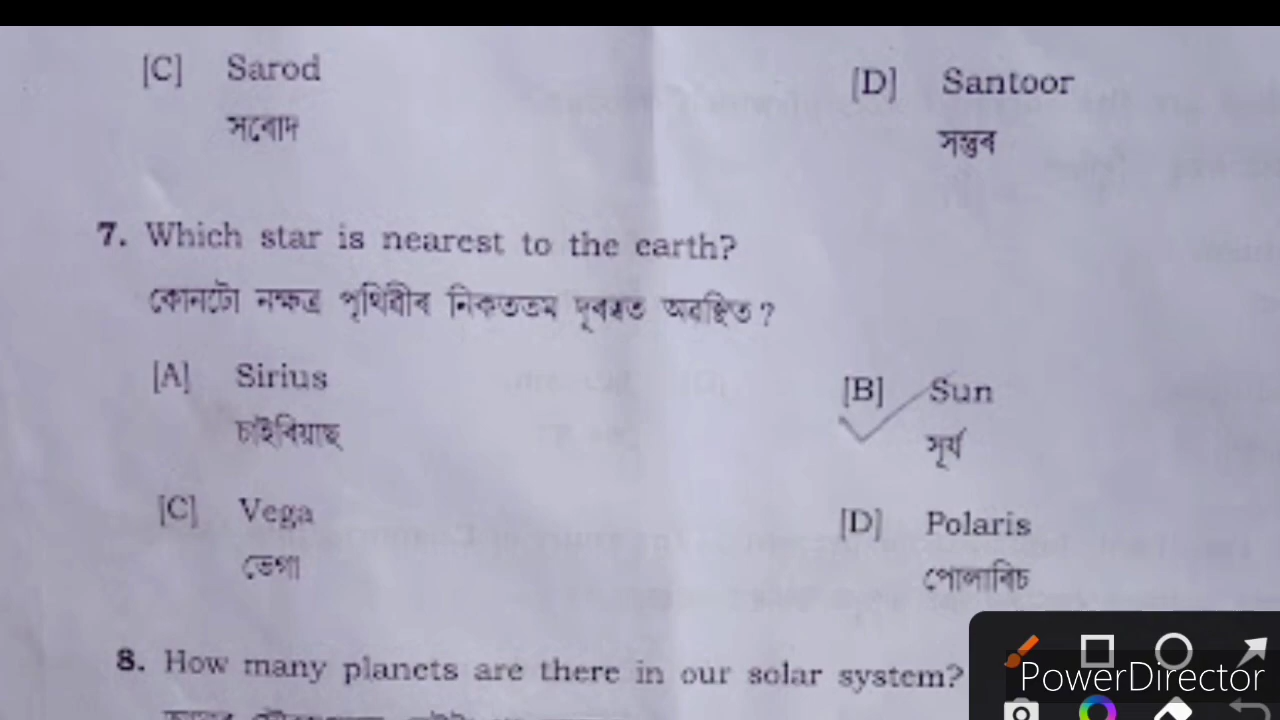 [C] Sarod [D] Santoor
সৰোদ সন্তুৰ
7. Which star is nearest to the earth?
কোনটো নক্ষত্ৰ পৃথিৱীৰ নিকততম দূৰত্বত অৱস্থিত?
[A] Sirius [B] Sun
চাইৰিয়াছ্ সূৰ্য
[C] Vega [D] Polaris
ভেগা পোলাৰিচ
8. How many planets are there in our solar system?
PowerDirector